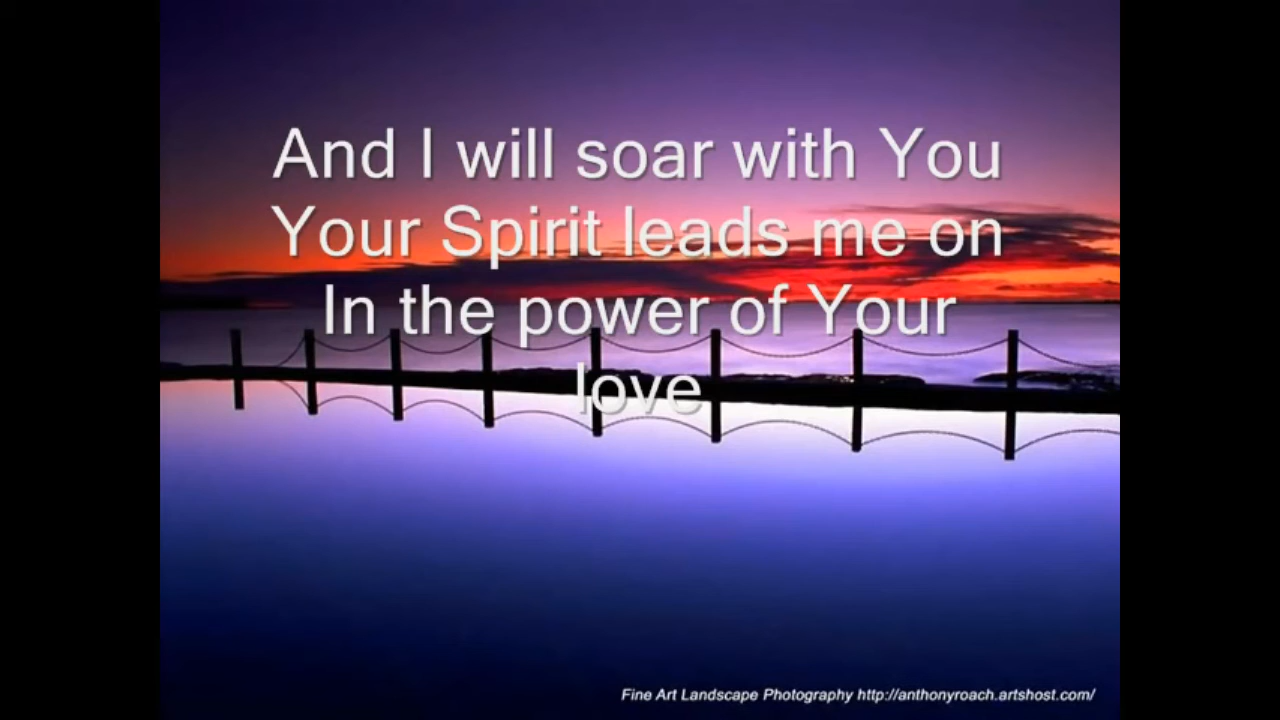 And I will soar with You
Your Spirit leads me on
In the power of Your
love
Fine Art Landscape Photography http://anthonyroach.artshost.com/